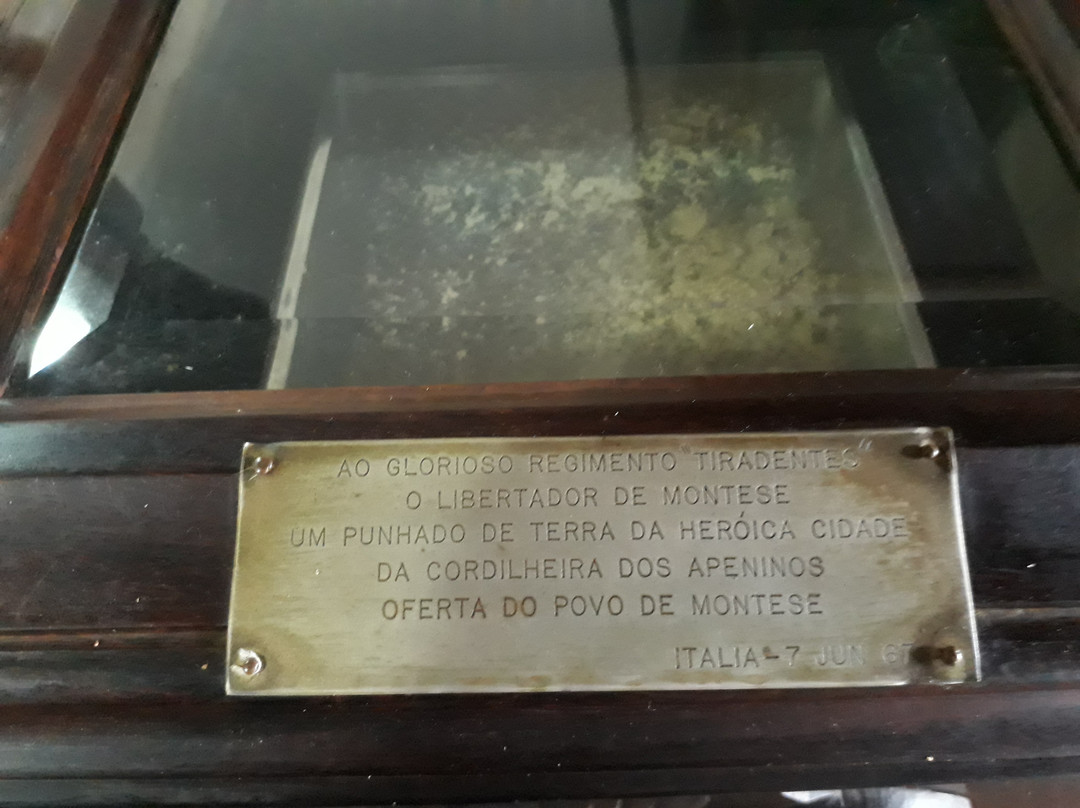 AO GLORIOSO REGIMENTO "TIRADENTES"
O LIBERTADOR DE MONTESE
UM PUNHADO DE TERRA DA HERÓICA CIDADE
DA CORDILHEIRA DOS APENINOS
OFERTA DO POVO DE MONTESE
ITALIA-7 JUN 67